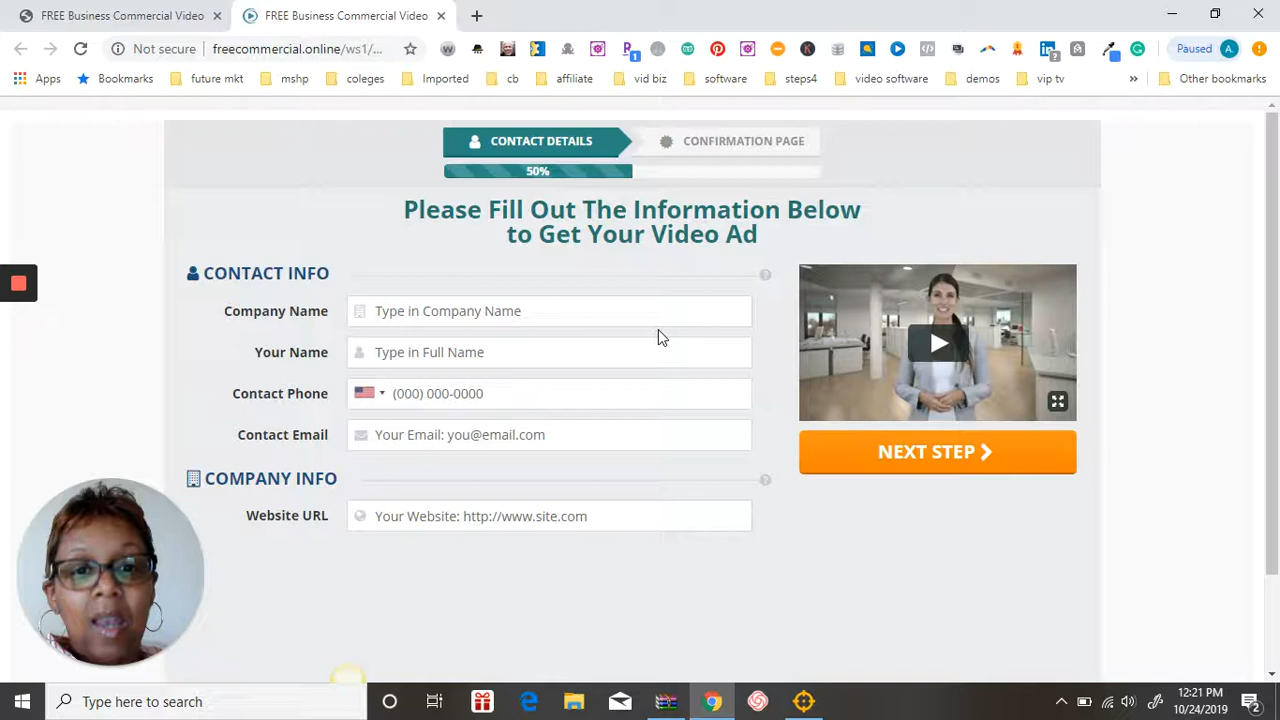 FREE Business Commercial Video
FREE Business Commercial Video
Not secure
freecommercial.online/ws1/...
Paused
A
Apps
Bookmarks
future mkt
mshp
coleges
Imported
cb
affiliate
vid biz
software
steps4
video software
demos
vip tv
»
Other bookmarks
CONTACT DETAILS
CONFIRMATION PAGE
50%
Please Fill Out The Information Below
to Get Your Video Ad
CONTACT INFO
Company Name
Type in Company Name
Your Name
Type in Full Name
Contact Phone
(000) 000-0000
Contact Email
Your Email: you@email.com
NEXT STEP
COMPANY INFO
Website URL
Your Website: http://www.site.com
Type here to search
12:21 PM
10/24/2019
2